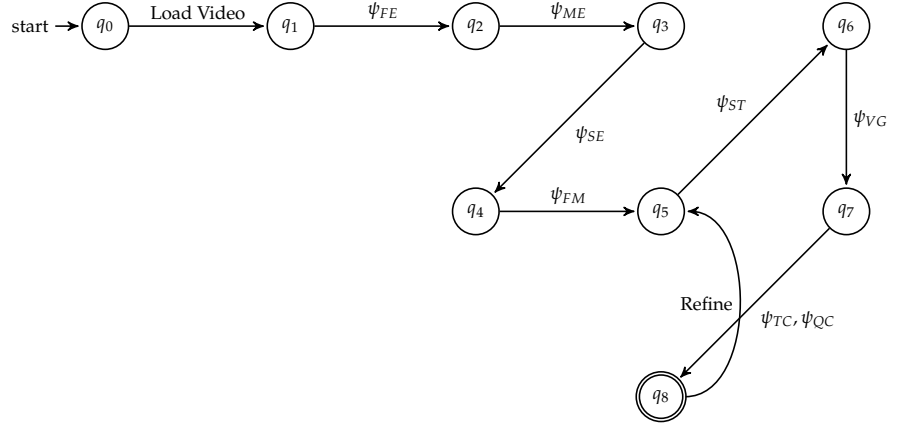 start q0 Load Video q1 ψFE q2 ψME q3 q6
ψST
ψVG
ψSE
q4 ψFM q5 q7
Refine
ψTC, ψQC
q8